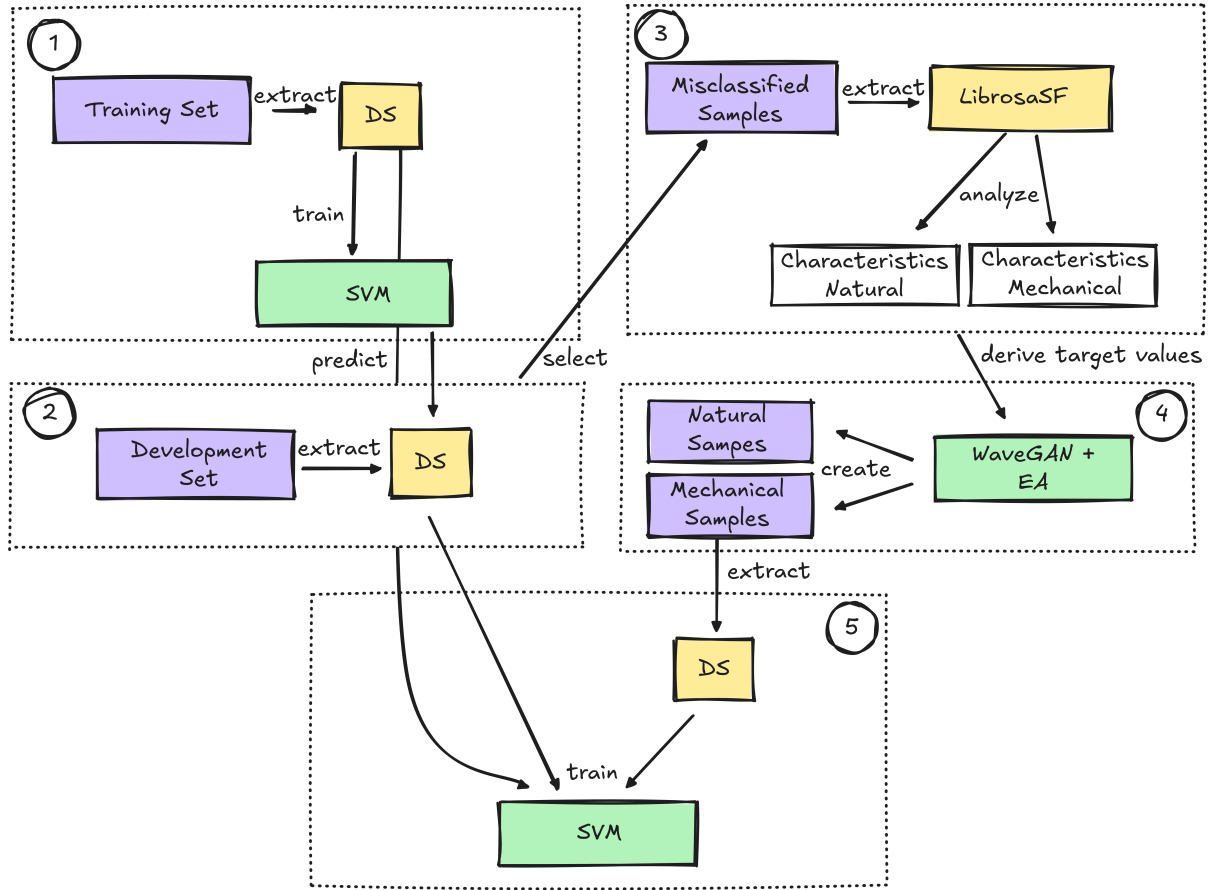 1
Training Set
extract
DS
train
SVM
predict
select
2
Development
Set
extract
DS
3
Misclassified
Samples
extract
LibrosaSF
analyze
Characteristics
Natural
Characteristics
Mechanical
derive target values
4
Natural
Sampes
Mechanical
Samples
create
WaveGAN +
EA
extract
5
DS
train
SVM